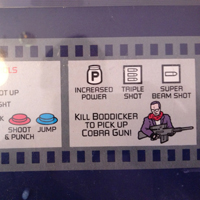 LS
OT UP
GHT
K
SHOOT
& PUNCH
JUMP
P
INCREASED
POWER
TRIPLE
SHOT
SUPER
BEAM SHOT
KILL BODDICKER
TO PICK UP
COBRA GUN!